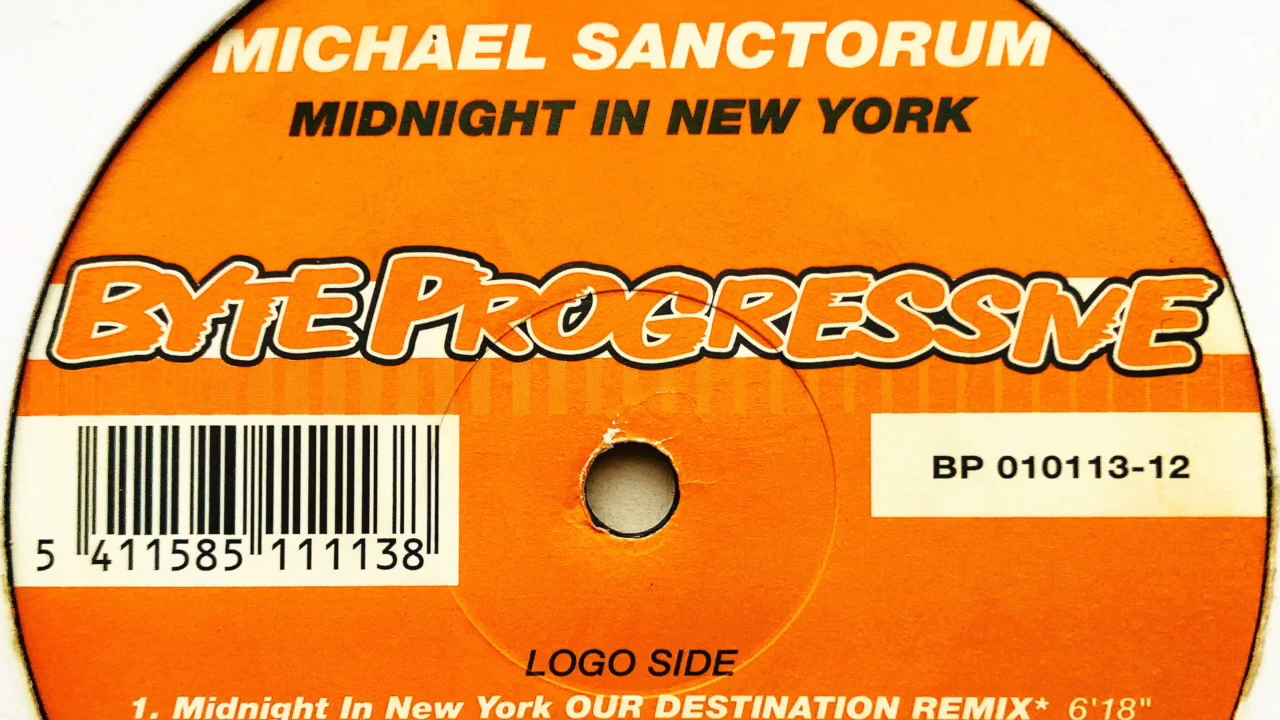 MICHAEL SANCTORUM
MIDNIGHT IN NEW YORK
BYTE PROGRESSIVE
BP 010113-12
5 411585 111138
LOGO SIDE
1. Midnight In New York OUR DESTINATION REMIX* 6'18"